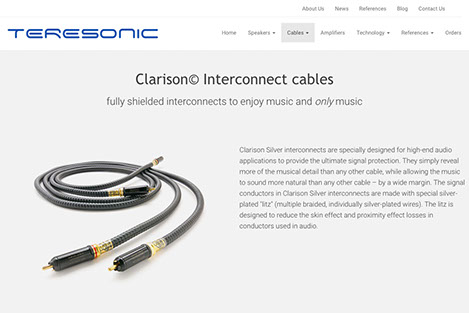 About Us News References Blog Contact Us
TERESONIC
Home Speakers Cables Amplifiers Technology References Orders
Clarison© Interconnect cables
fully shielded interconnects to enjoy music and only music
Clarison Silver interconnects are specially designed for high-end audio
applications to provide the ultimate signal protection. They simply reveal
more of the musical detail than any other cable, while allowing the music
to sound more natural than any other cable – by a wide margin. The signal
conductors in Clarison Silver interconnects are made with special silver-
plated "litz" (multiple braided, individually silver-plated wires). The litz is
designed to reduce the skin effect and proximity effect losses in
conductors used in audio.